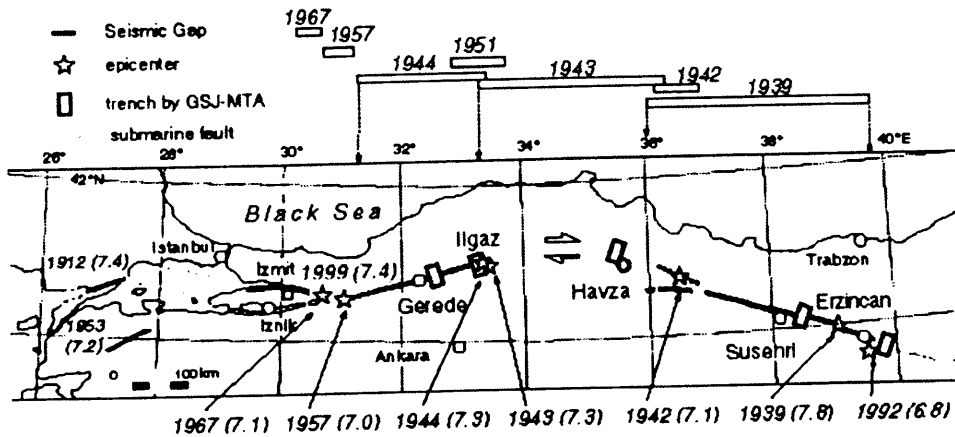 Seismic Gap
epicenter
trench by GSJ-MTA
submarine fault
1967
1957
1951
1944
1943
1942
1939
26°
28°
30°
32°
34°
36°
38°
40°E
42°N
Black Sea
Istanbul
Ilgaz
Trabzon
1912 (7.4)
Izmit
1999 (7.4)
Gerede
Havza
Erzincan
1953
(7.2)
Iznik
Ankara
Susehri
0
100km
1967 (7.1)
1957 (7.0)
1944 (7.3)
1943 (7.3)
1942 (7.1)
1939 (7.8)
1992 (6.8)